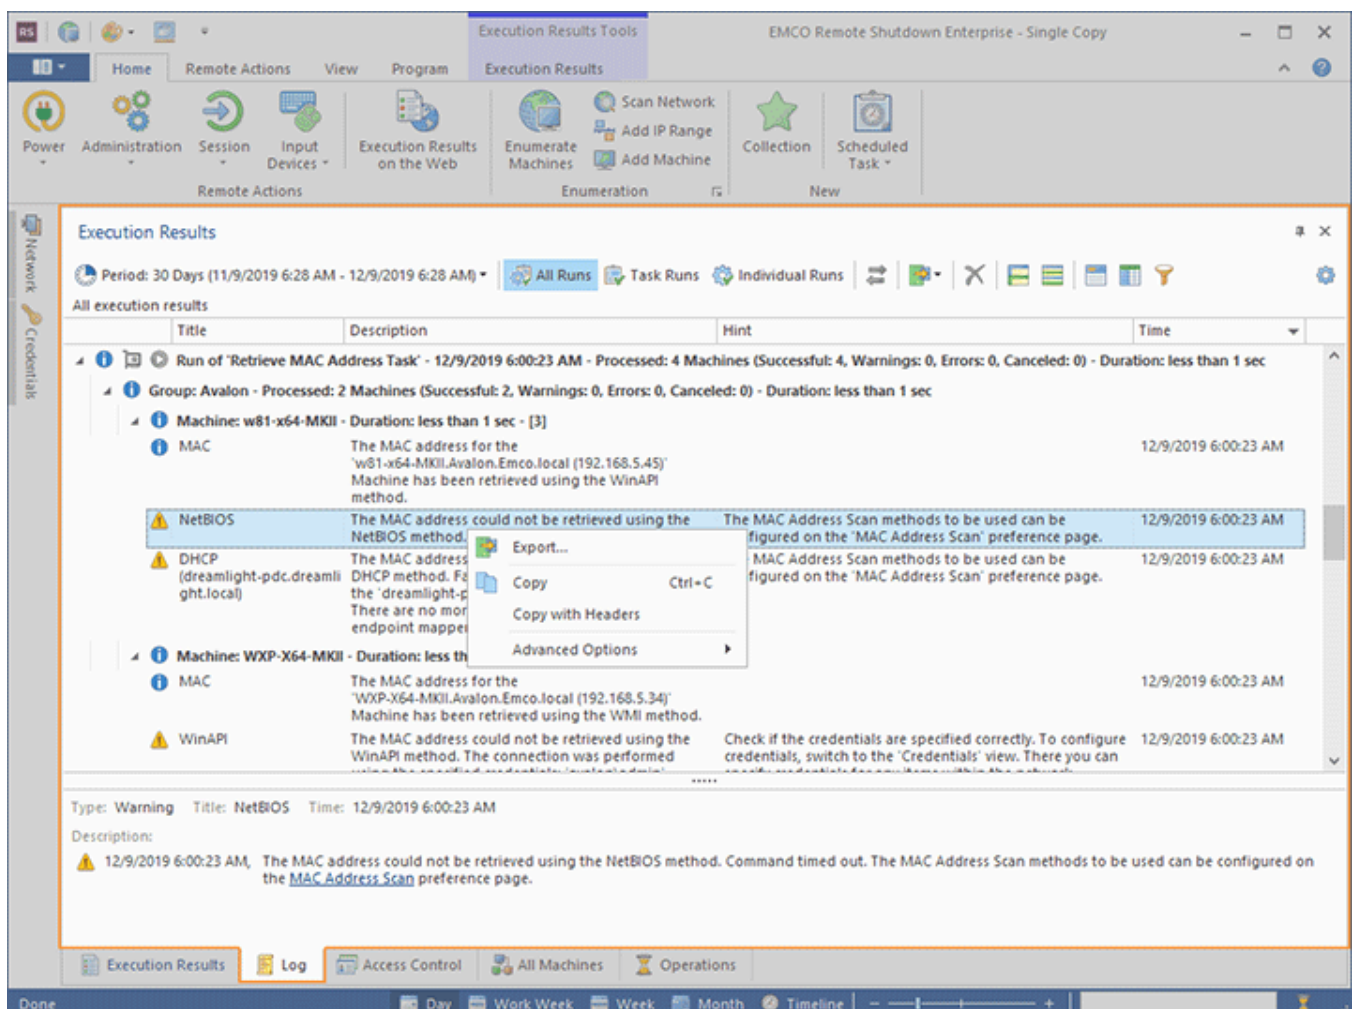 RS
Execution Results Tools
EMCO Remote Shutdown Enterprise - Single Copy
Home
Remote Actions
View
Program
Execution Results
Power
Administration
Session
Input
Devices
Execution Results
on the Web
Enumerate
Machines
Scan Network
Add IP Range
Add Machine
Collection
Scheduled
Task
Remote Actions
Enumeration
New
Network
Credentials
Execution Results
Period: 30 Days (11/9/2019 6:28 AM - 12/9/2019 6:28 AM)
All Runs
Task Runs
Individual Runs
All execution results
Title
Description
Hint
Time
Run of 'Retrieve MAC Address Task' - 12/9/2019 6:00:23 AM - Processed: 4 Machines (Successful: 4, Warnings: 0, Errors: 0, Canceled: 0) - Duration: less than 1 sec
Group: Avalon - Processed: 2 Machines (Successful: 2, Warnings: 0, Errors: 0, Canceled: 0) - Duration: less than 1 sec
Machine: w81-x64-MKII - Duration: less than 1 sec - [3]
MAC
The MAC address for the
'w81-x64-MKII.Avalon.Emco.local (192.168.5.45)'
Machine has been retrieved using the WinAPI
method.
12/9/2019 6:00:23 AM
NetBIOS
The MAC address could not be retrieved using the
NetBIOS method.
The MAC Address Scan methods to be used can be
figured on the 'MAC Address Scan' preference page.
12/9/2019 6:00:23 AM
DHCP
(dreamlight-pdc.dreamli
ght.local)
The MAC address
DHCP method. Fa
the 'dreamlight-p
There are no mor
endpoint mapper
MAC Address Scan methods to be used can be
figured on the 'MAC Address Scan' preference page.
12/9/2019 6:00:23 AM
Export...
Copy
Ctrl+C
Copy with Headers
Advanced Options
Machine: WXP-X64-MKII - Duration: less th
MAC
The MAC address for the
'WXP-X64-MKII.Avalon.Emco.local (192.168.5.34)'
Machine has been retrieved using the WMI method.
12/9/2019 6:00:23 AM
WinAPI
The MAC address could not be retrieved using the
WinAPI method. The connection was performed
Check if the credentials are specified correctly. To configure
credentials, switch to the 'Credentials' view. There you can
12/9/2019 6:00:23 AM
Type: Warning Title: NetBIOS Time: 12/9/2019 6:00:23 AM
Description:
12/9/2019 6:00:23 AM, The MAC address could not be retrieved using the NetBIOS method. Command timed out. The MAC Address Scan methods to be used can be configured on
the MAC Address Scan preference page.
Execution Results
Log
Access Control
All Machines
Operations
Done
Day
Work Week
Week
Month
Timeline